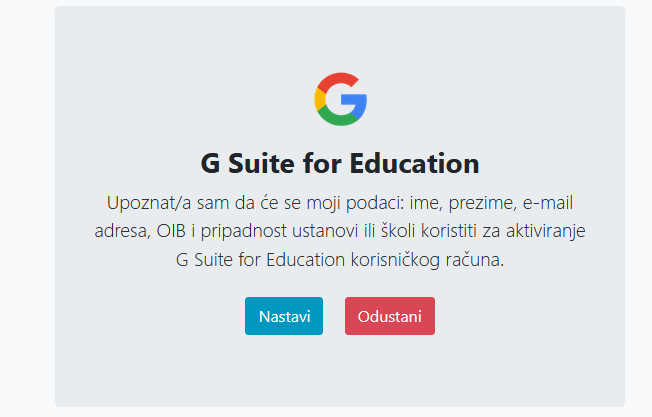 G Suite for Education
Upoznat/a sam da će se moji podaci: ime, prezime, e-mail
adresa, OIB i pripadnost ustanovi ili školi koristiti za aktiviranje
G Suite for Education korisničkog računa.
Nastavi Odustani